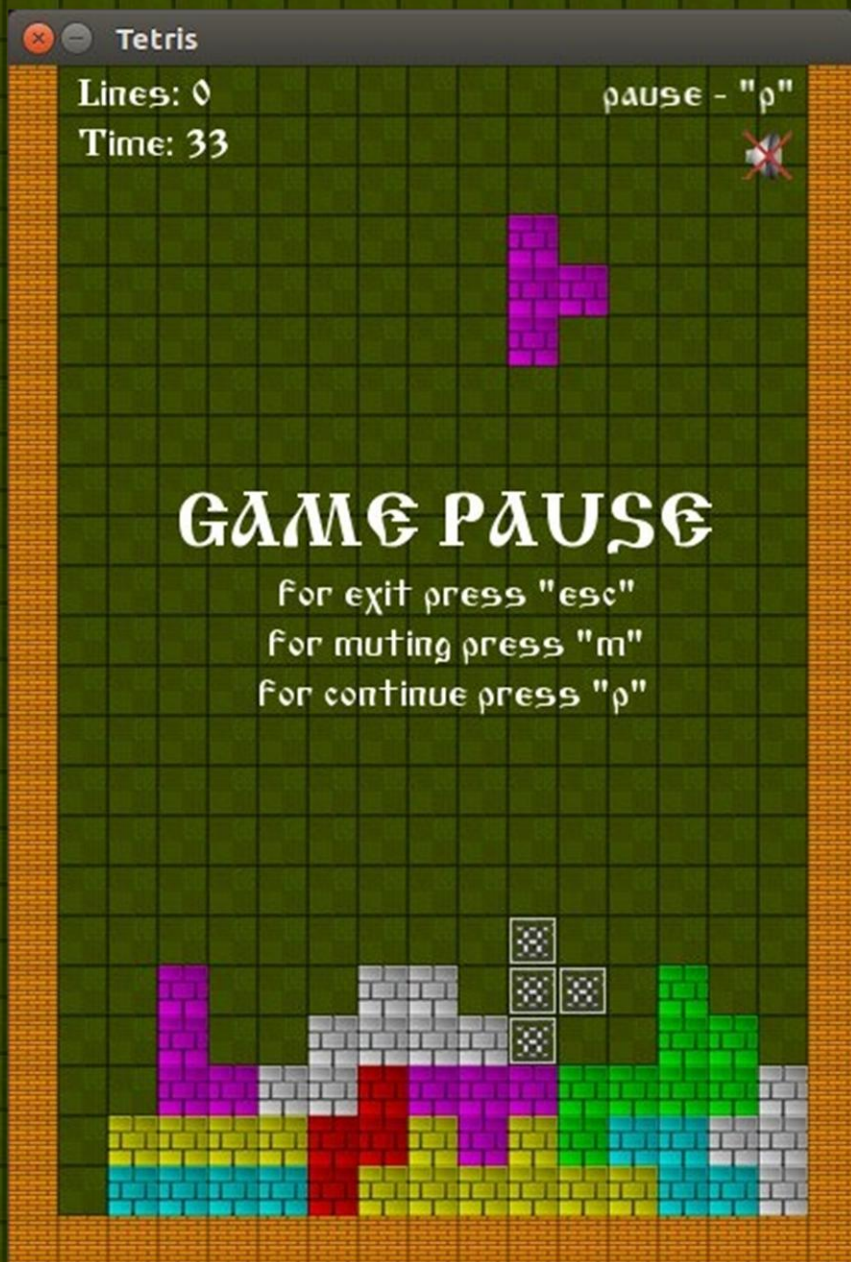 Tetris
Lines: 0
pause - "p"
Time: 33
GAME PAUSE
for exit press "esc"
for muting press "m"
for continue press "p"